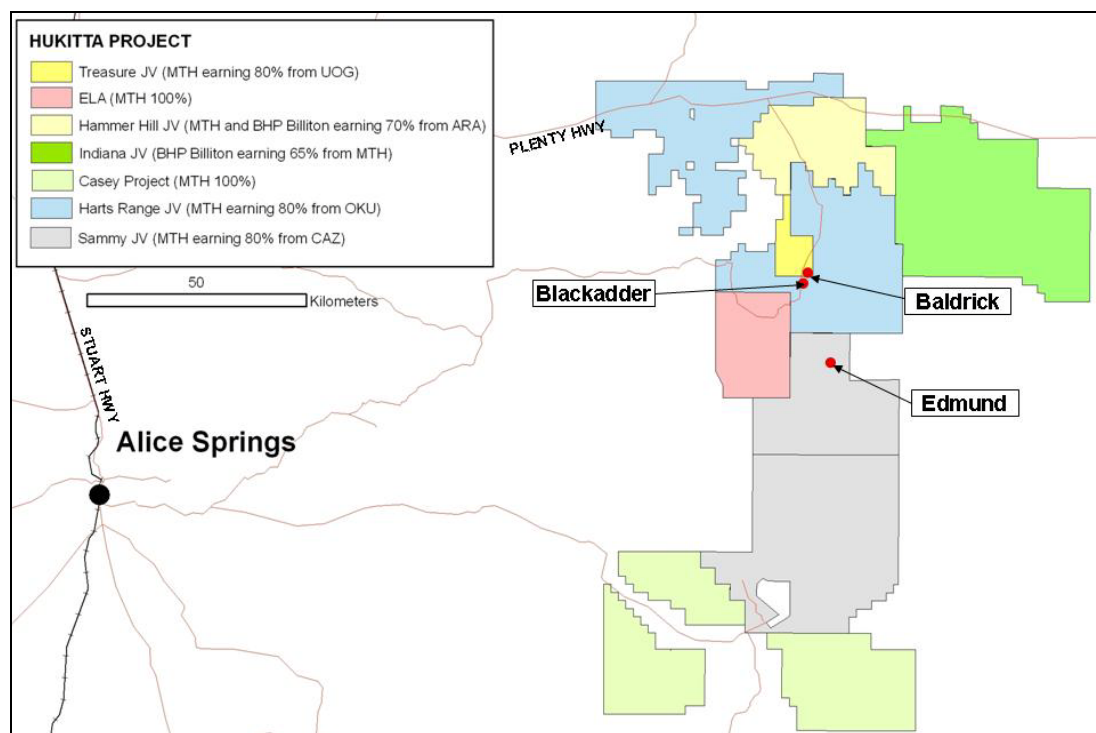 HUKITTA PROJECT
Treasure JV (MTH earning 80% from UOG)
ELA (MTH 100%)
Hammer Hill JV (MTH and BHP Billiton earning 70% from ARA)
Indiana JV (BHP Billiton earning 65% from MTH)
Casey Project (MTH 100%)
Harts Range JV (MTH earning 80% from OKU)
Sammy JV (MTH earning 80% from CAZ)
50
Kilometers
PLENTY HWY
Blackadder
Baldrick
STUART HWY
Edmund
Alice Springs